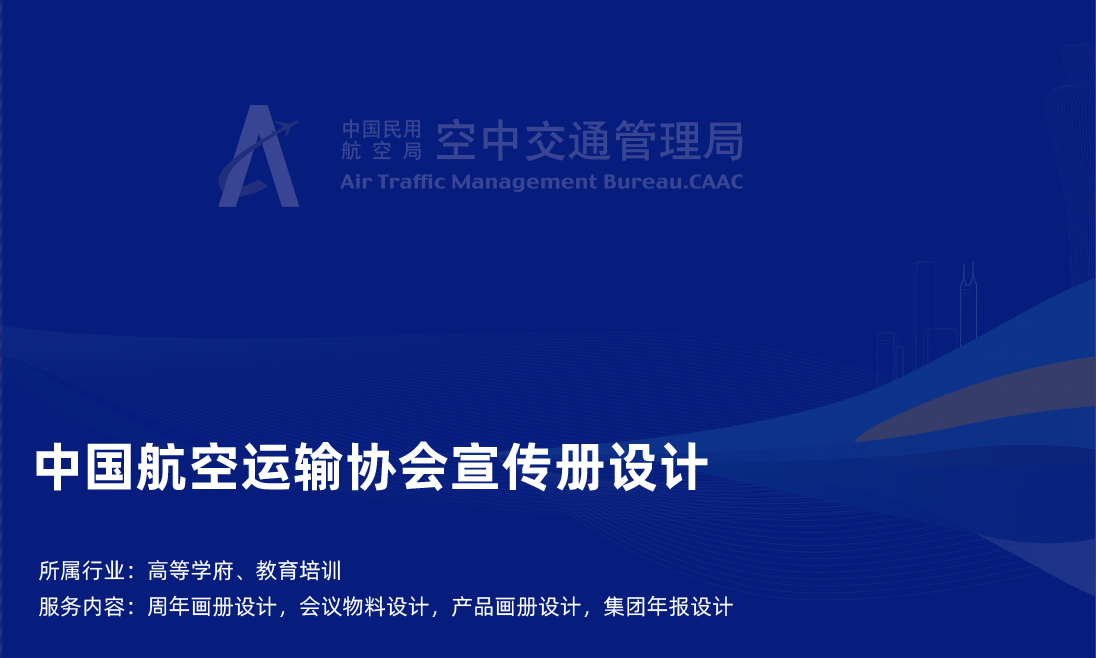 中国民用
航空局
空中交通管理局
Air Traffic Management Bureau.CAAC
中国航空运输协会宣传册设计
所属行业：高等学府、教育培训
服务内容：周年画册设计，会议物料设计，产品画册设计，集团年报设计